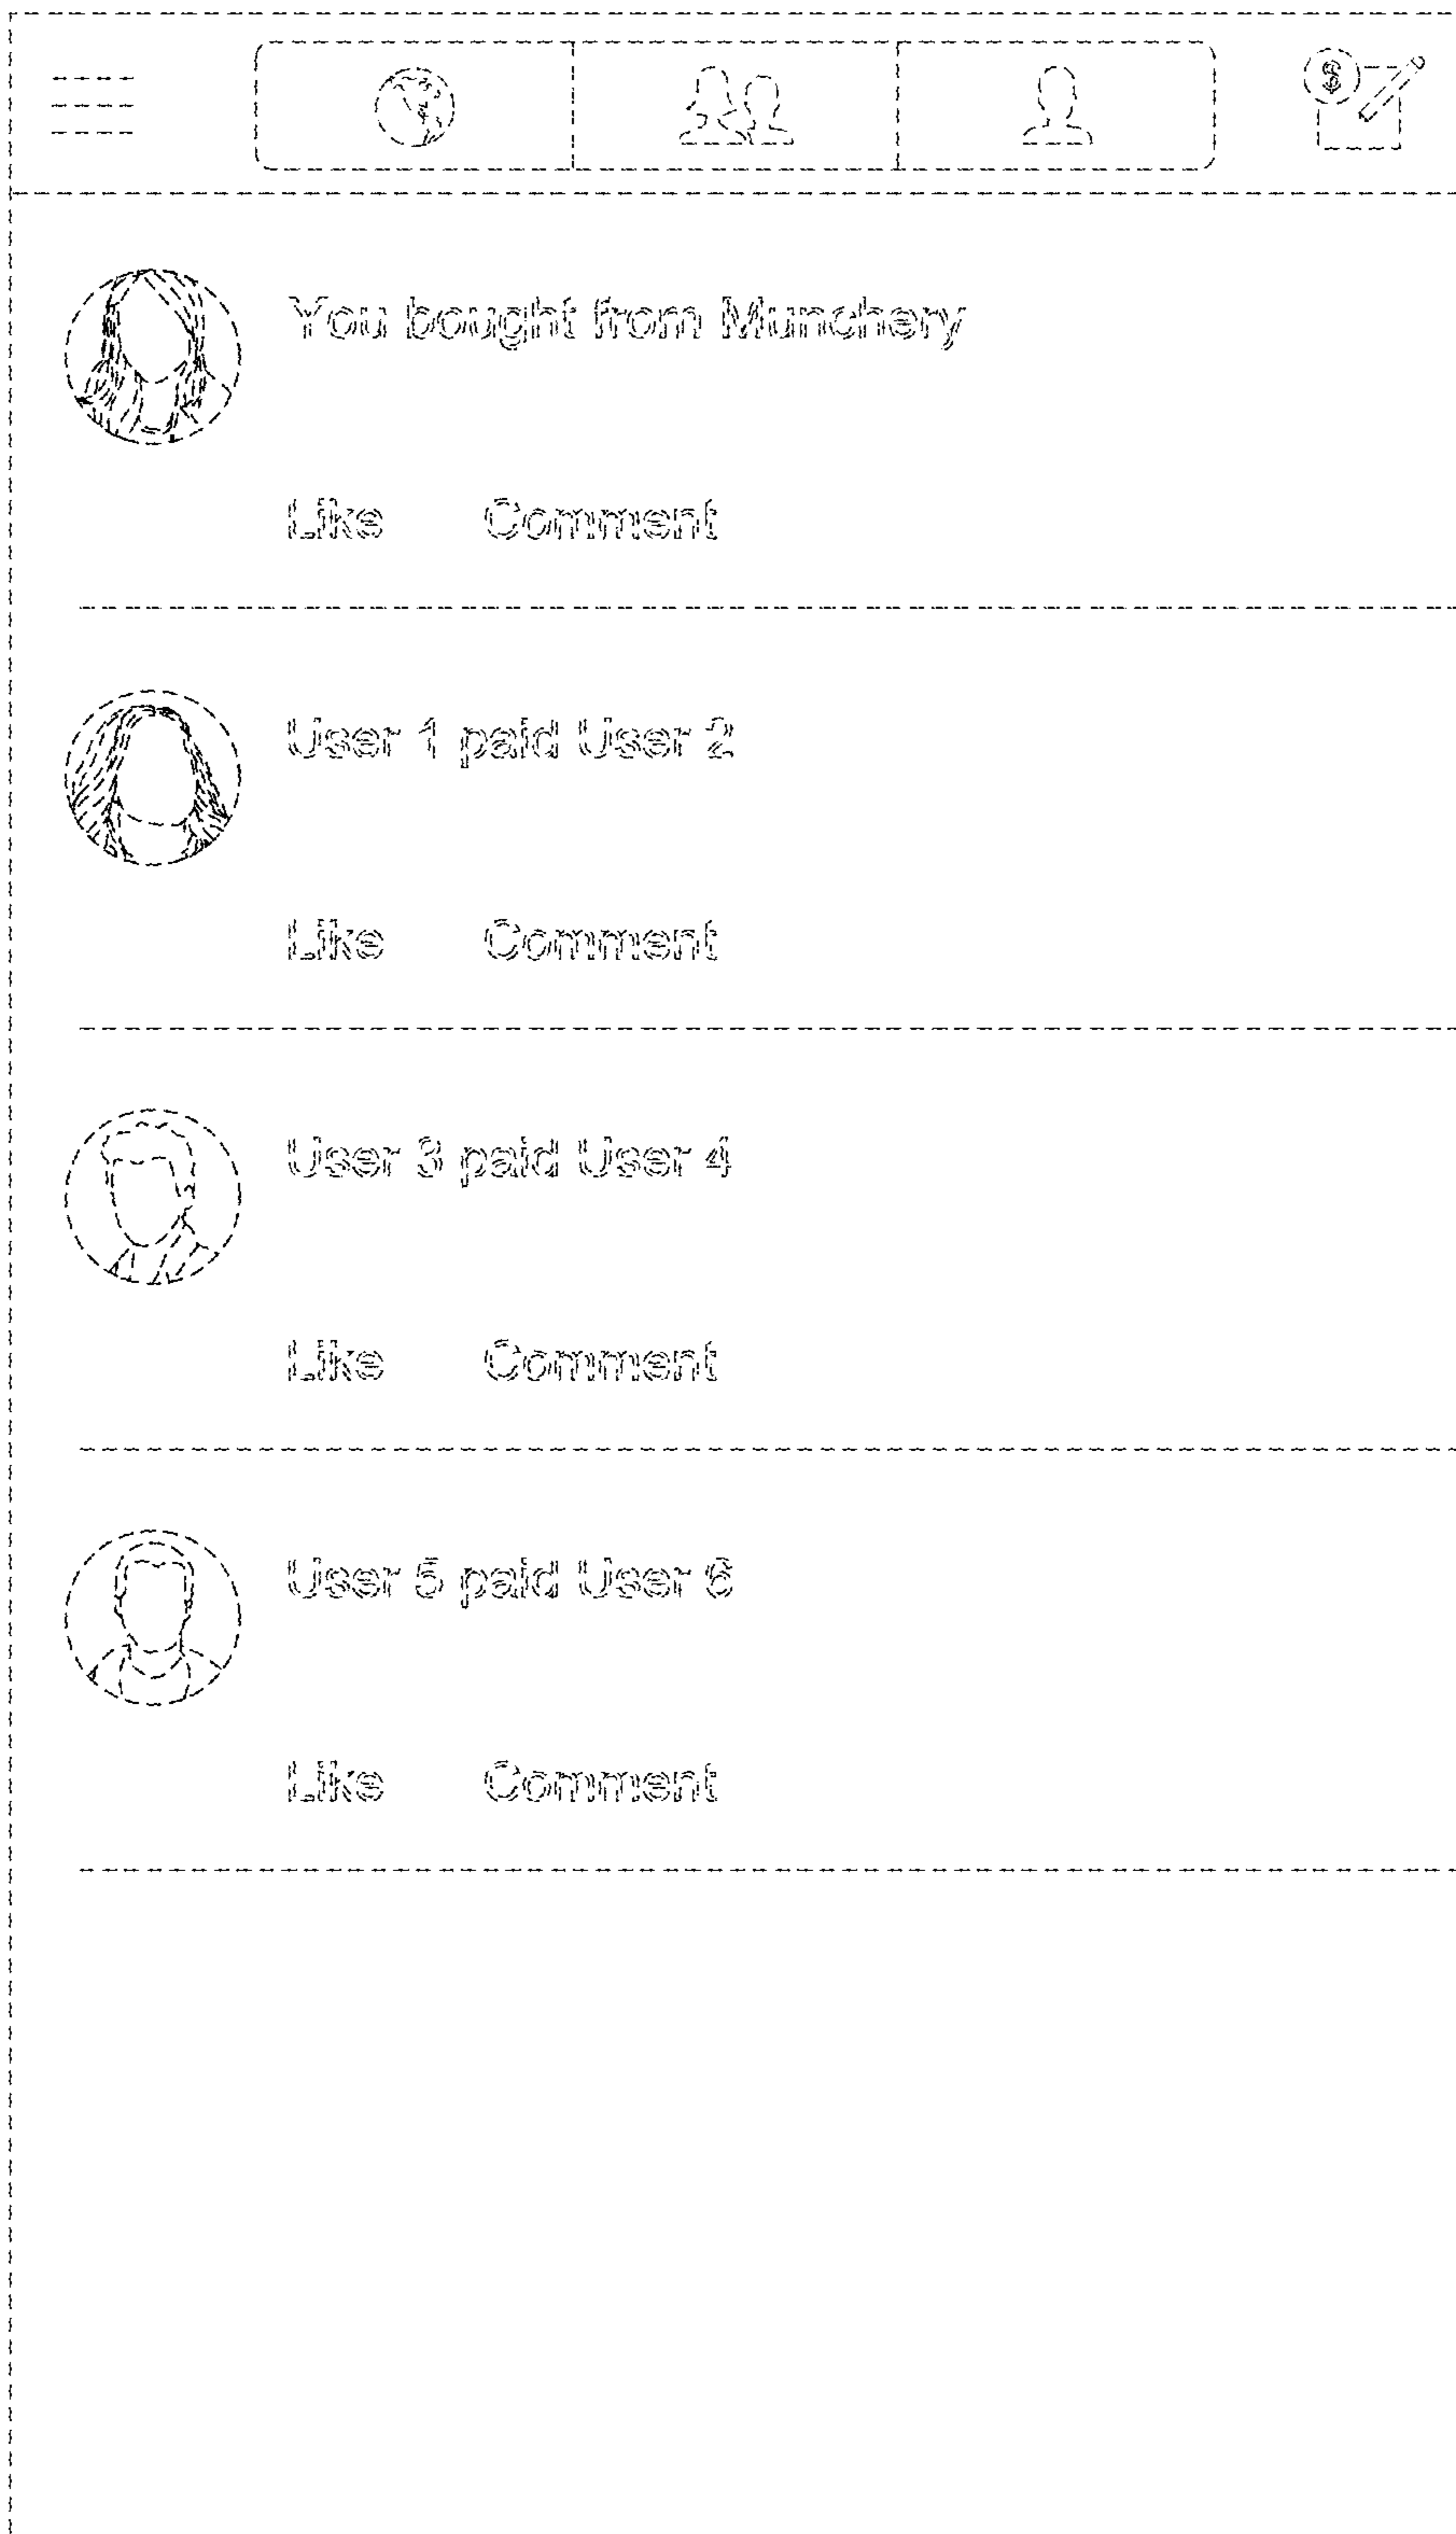 $
You bought from Munchery
Like Comment
User 1 paid User 2
Like Comment
User 3 paid User 4
Like Comment
User 5 paid User 6
Like Comment